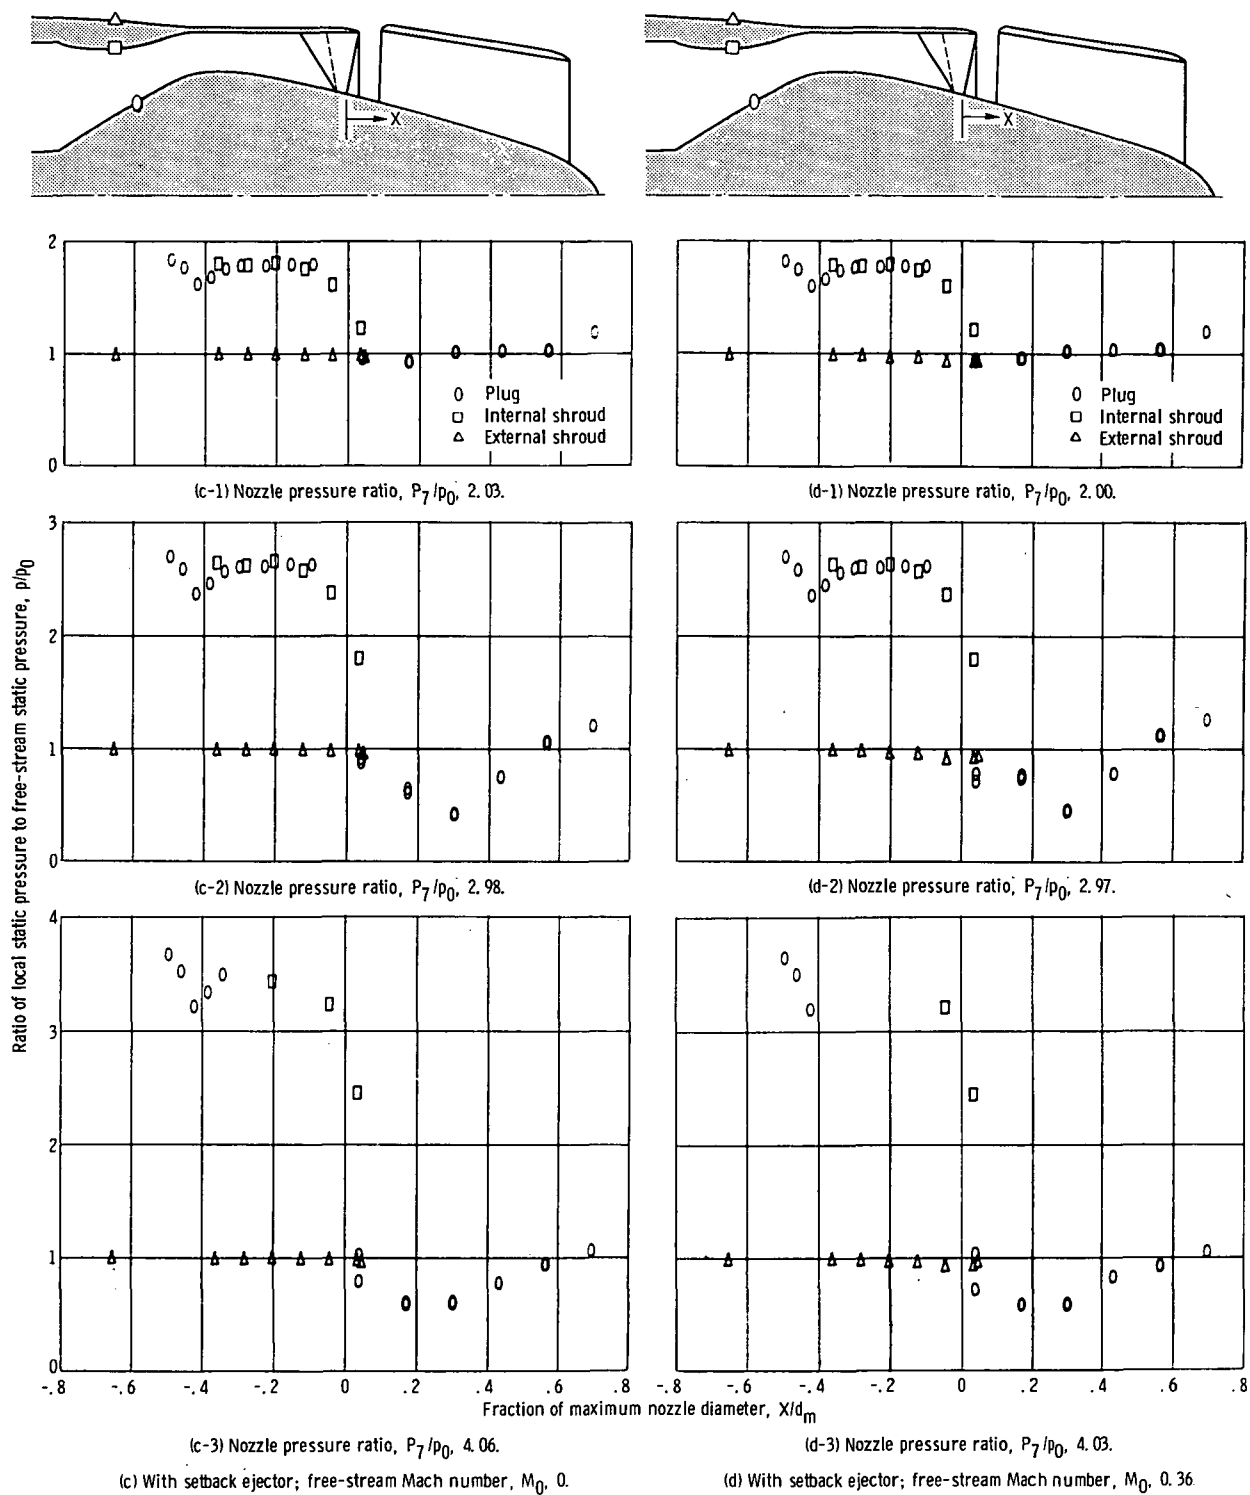 X
X
2
1
0
Plug
Internal shroud
External shroud
Plug
Internal shroud
External shroud
(c-1) Nozzle pressure ratio, P7/p0, 2.03.
(d-1) Nozzle pressure ratio, P7/p0, 2.00.
Ratio of local static pressure to free-stream static pressure, p/p0
3
2
1
0
(c-2) Nozzle pressure ratio, P7/p0, 2.98.
(d-2) Nozzle pressure ratio, P7/p0, 2.97.
4
3
2
1
0
-.8 -.6 -.4 -.2 0 .2 .4 .6 .8
-.8 -.6 -.4 -.2 0 .2 .4 .6 .8
Fraction of maximum nozzle diameter, X/dm
(c-3) Nozzle pressure ratio, P7/p0, 4.06.
(d-3) Nozzle pressure ratio, P7/p0, 4.03.
(c) With setback ejector; free-stream Mach number, M0, 0.
(d) With setback ejector; free-stream Mach number, M0, 0.36